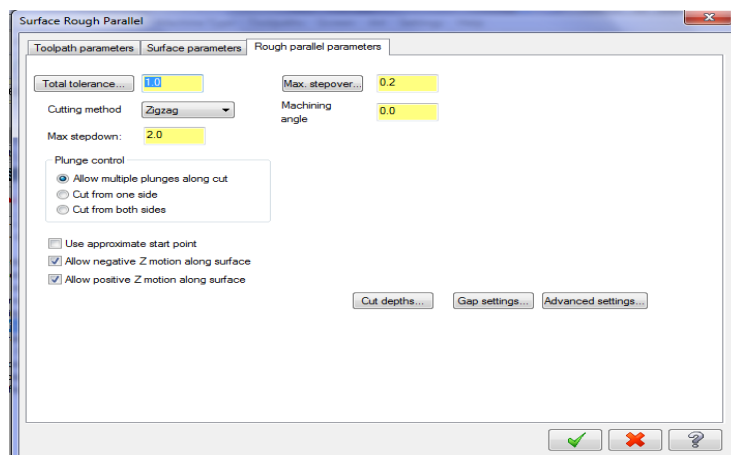 Surface Rough Parallel
Toolpath parameters Surface parameters Rough parallel parameters
Total tolerance... 1.0 Max. stepover... 0.2
Cutting method Zigzag Machining angle 0.0
Max stepdown: 2.0
Plunge control
Allow multiple plunges along cut
Cut from one side
Cut from both sides
Use approximate start point
Allow negative Z motion along surface
Allow positive Z motion along surface
Cut depths... Gap settings... Advanced settings...